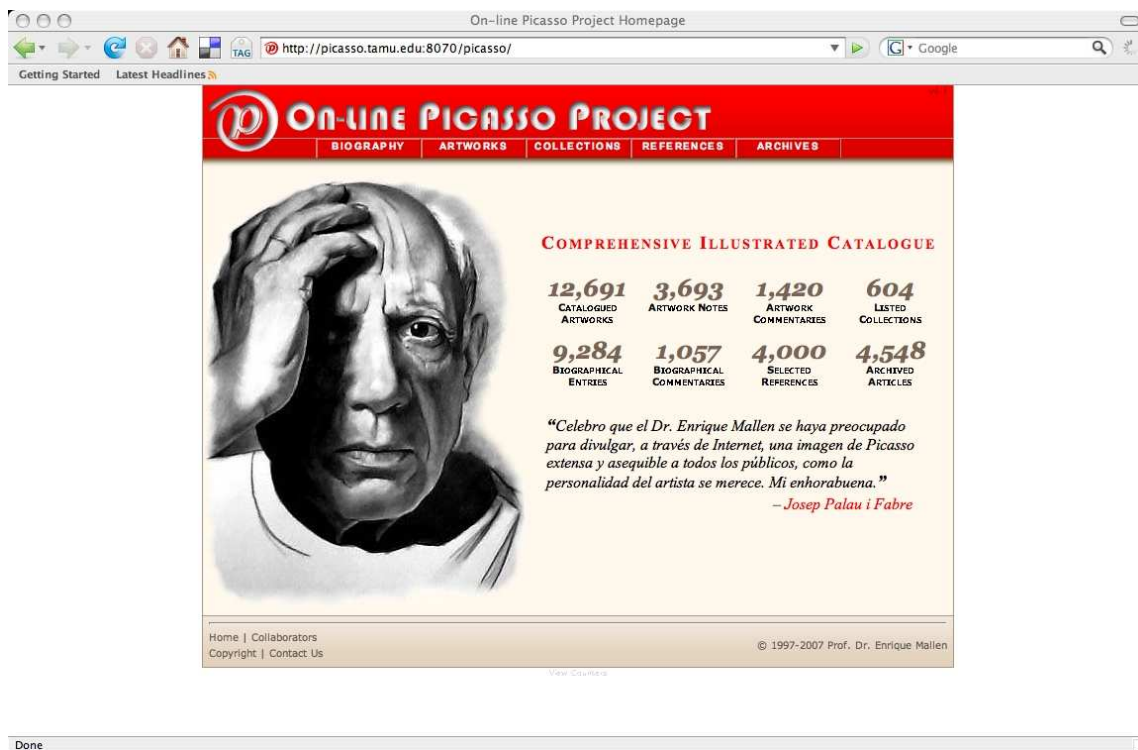 On-line Picasso Project Homepage
TAG
http://picasso.tamu.edu:8070/picasso/
G
Google
Getting Started Latest Headlines
p ON-LINE PICASSO PROJECT
BIOGRAPHY ARTWORKS COLLECTIONS REFERENCES ARCHIVES
COMPREHENSIVE ILLUSTRATED CATALOGUE
12,691 3,693 1,420 604
CATALOGUED ARTWORK NOTES ARTWORK LISTED
ARTWORKS COMMENTARIES COLLECTIONS
9,284 1,057 4,000 4,548
BIOGRAPHICAL BIOGRAPHICAL SELECTED ARCHIVED
ENTRIES COMMENTARIES REFERENCES ARTICLES
“Celebro que el Dr. Enrique Mallen se haya preocupado
para divulgar, a través de Internet, una imagen de Picasso
extensa y asequible a todos los públicos, como la
personalidad del artista se merece. Mi enhorabuena.”
– Josep Palau i Fabre
Home | Collaborators
Copyright | Contact Us
© 1997-2007 Prof. Dr. Enrique Mallen
View Counters
Done